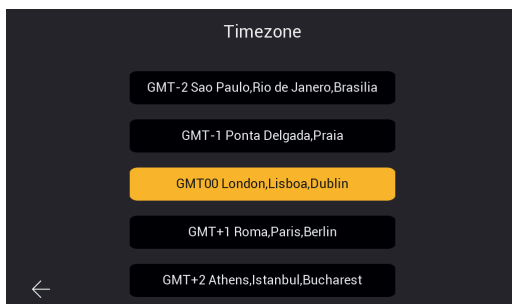 Timezone
GMT-2 Sao Paulo,Rio de Janero,Brasilia
GMT-1 Ponta Delgada,Praia
GMT00 London,Lisboa,Dublin
GMT+1 Roma,Paris,Berlin
GMT+2 Athens,Istanbul,Bucharest